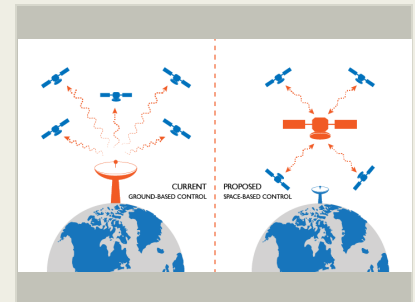 CURRENT
GROUND-BASED CONTROL
PROPOSED
SPACE-BASED CONTROL